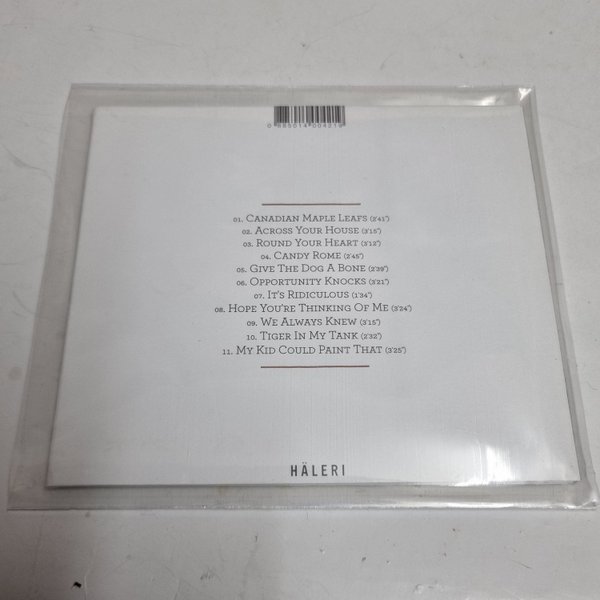 0 885014 004219
01. Canadian Maple Leafs (2'41")
02. Across Your House (3'15")
03. Round Your Heart (3'12")
04. Candy Rome (2'45")
05. Give The Dog A Bone (2'39")
06. Opportunity Knocks (3'21")
07. It's Ridiculous (1'34")
08. Hope You're Thinking Of Me (3'24")
09. We Always Knew (3'15")
10. Tiger In My Tank (2'32")
11. My Kid Could Paint That (3'25")
HÄLERI